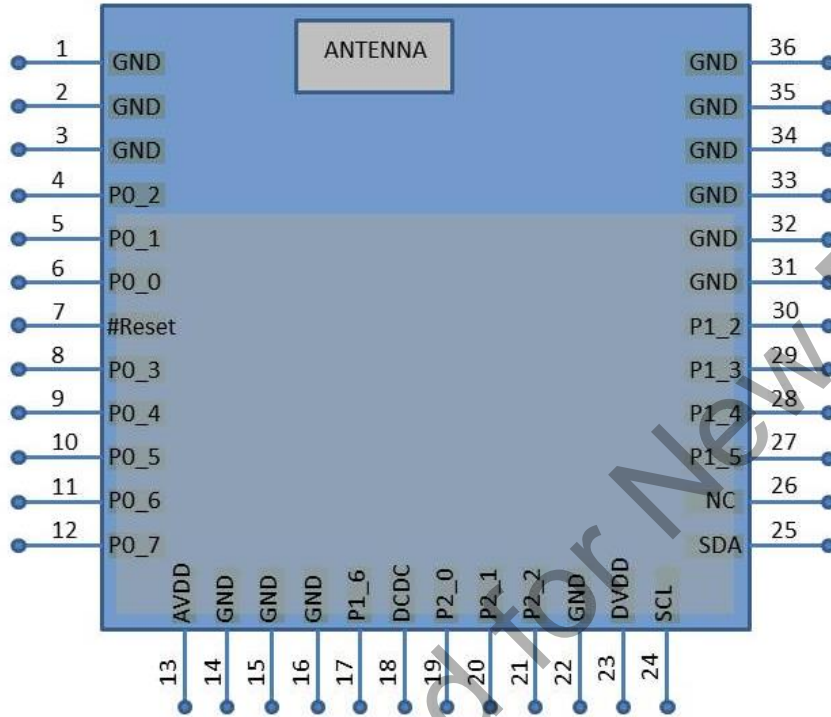 ANTENNA
1 GND GND 36
2 GND GND 35
3 GND GND 34
4 P0_2 GND 33
5 P0_1 GND 32
6 P0_0 GND 31
7 #Reset P1_2 30
8 P0_3 P1_3 29
9 P0_4 P1_4 28
10 P0_5 P1_5 27
11 P0_6 NC 26
12 P0_7 SDA 25
AVDD GND GND GND P1_6 DCDC P2_0 P2_1 P2_2 GND DVDD SCL
13 14 15 16 17 18 19 20 21 22 23 24
for New